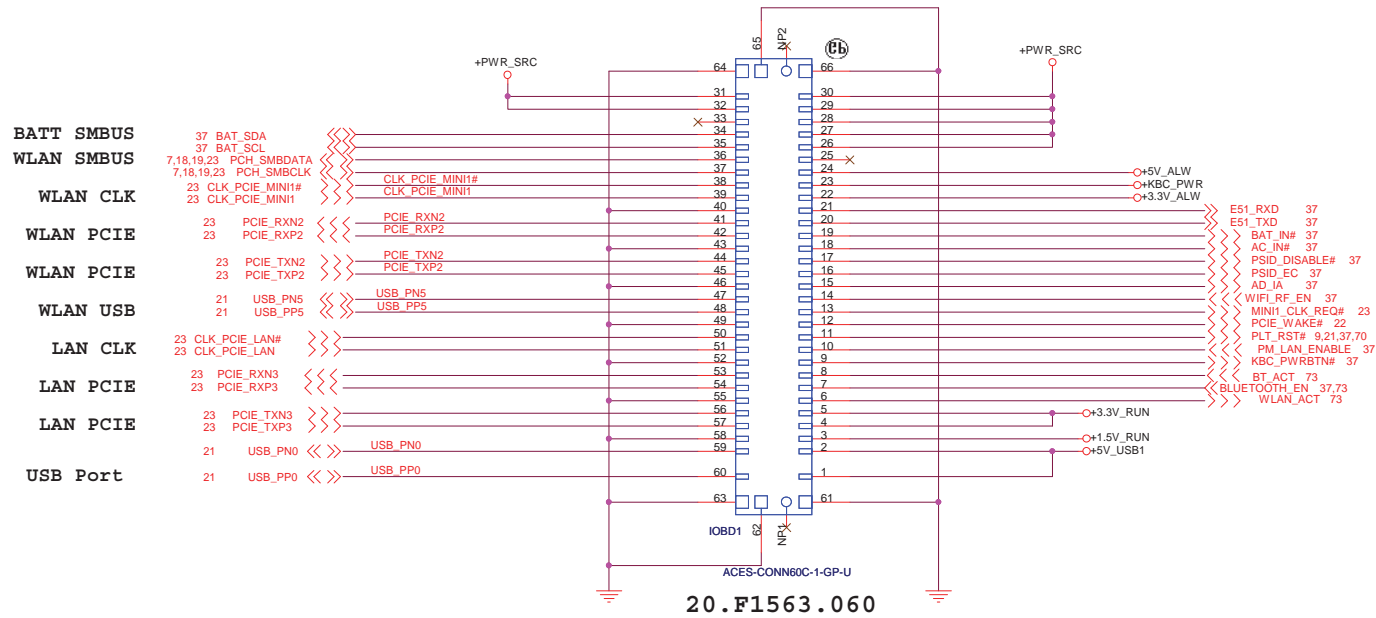 65
NP2
Cb
+PWR_SRC
+PWR_SRC
64
66
31
30
32
29
33
28
BATT SMBUS
37 BAT_SDA
34
27
37 BAT_SCL
35
26
WLAN SMBUS
7,18,19,23 PCH_SMBDATA
36
25
7,18,19,23 PCH_SMBCLK
37
24
+5V_ALW
23 CLK_PCIE_MINI1#
CLK_PCIE_MINI1#
38
23
+KBC_PWR
WLAN CLK
23 CLK_PCIE_MINI1
CLK_PCIE_MINI1
39
22
+3.3V_ALW
40
21
E51_RXD 37
23 PCIE_RXN2
PCIE_RXN2
41
20
E51_TXD 37
WLAN PCIE
23 PCIE_RXP2
PCIE_RXP2
42
19
BAT_IN# 37
43
18
AC_IN# 37
23 PCIE_TXN2
PCIE_TXN2
44
17
PSID_DISABLE# 37
WLAN PCIE
23 PCIE_TXP2
PCIE_TXP2
45
16
PSID_EC 37
46
15
AD_IA 37
21 USB_PN5
USB_PN5
47
14
WIFI_RF_EN 37
WLAN USB
21 USB_PP5
USB_PP5
48
13
MINI1_CLK_REQ# 23
49
12
PCIE_WAKE# 22
23 CLK_PCIE_LAN#
50
11
PLT_RST# 9,21,37,70
LAN CLK
23 CLK_PCIE_LAN
51
10
PM_LAN_ENABLE 37
52
9
KBC_PWRBTN# 37
23 PCIE_RXN3
53
8
BT_ACT 73
LAN PCIE
23 PCIE_RXP3
54
7
BLUETOOTH_EN 37,73
55
6
WLAN_ACT 73
23 PCIE_TXN3
56
5
+3.3V_RUN
LAN PCIE
23 PCIE_TXP3
57
4
58
3
+1.5V_RUN
21 USB_PN0
USB_PN0
59
2
+5V_USB1
USB Port
21 USB_PP0
USB_PP0
60
1
63
61
IOBD1
62
NP1
ACES-CONN60C-1-GP-U
20.F1563.060